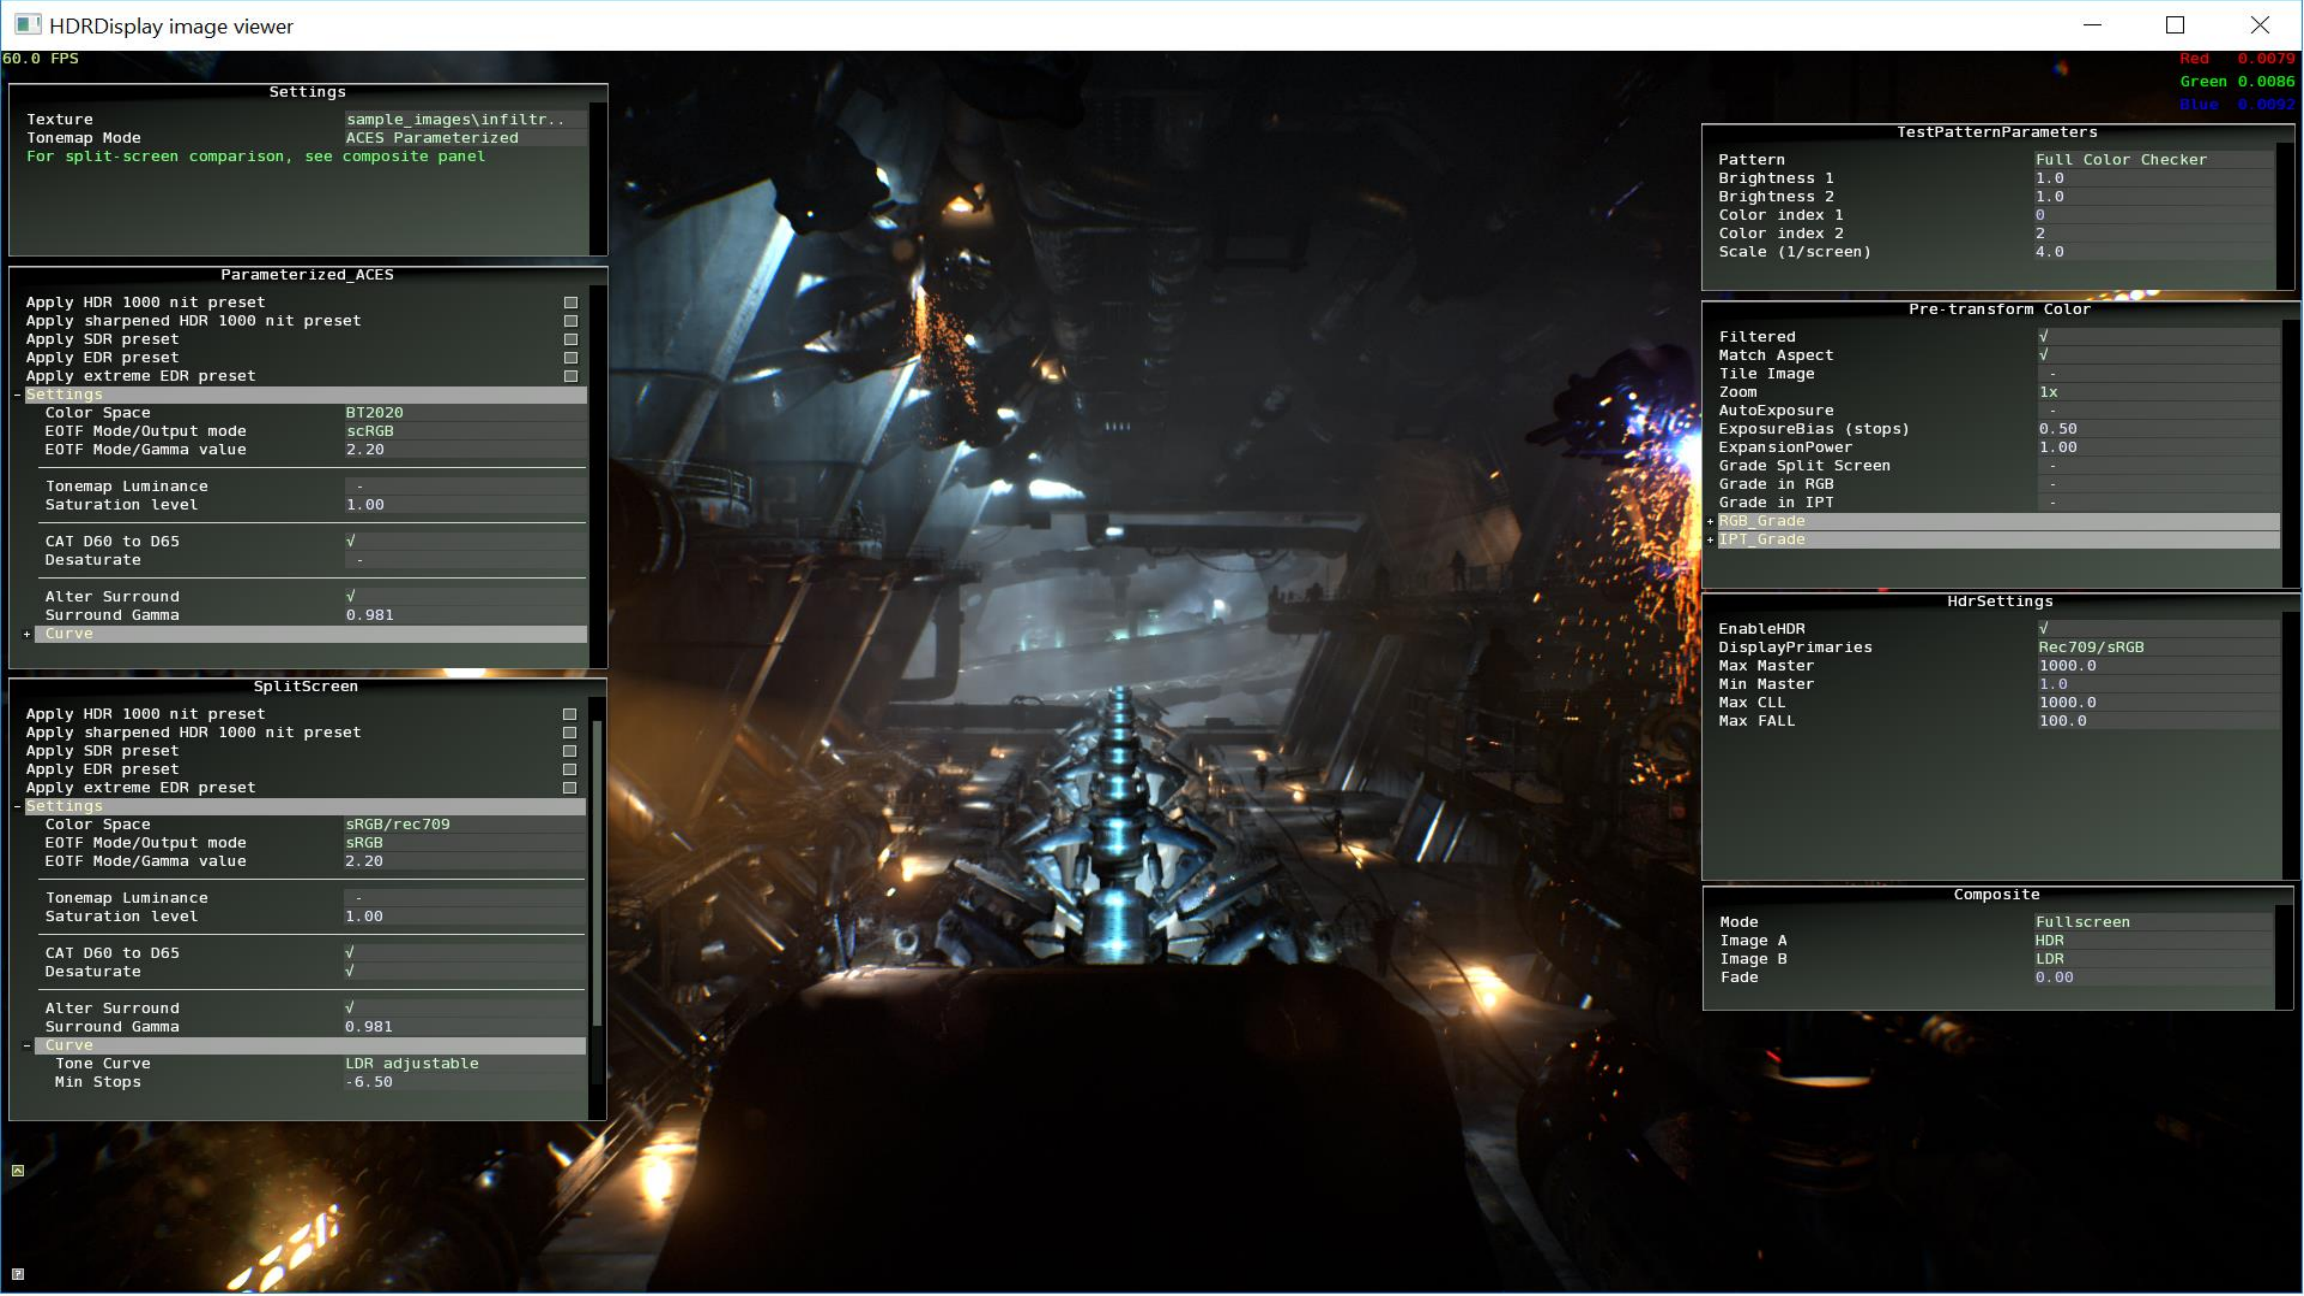 HDRDisplay image viewer
60.0 FPS
Red 0.0079
Green 0.0086
Blue 0.0092
Settings
Texture sample_images\infiltr..
Tonemap Mode ACES Parameterized
For split-screen comparison, see composite panel
Parameterized_ACES
Apply HDR 1000 nit preset
Apply sharpened HDR 1000 nit preset
Apply SDR preset
Apply EDR preset
Apply extreme EDR preset
- Settings
Color Space BT2020
EOTF Mode/Output mode scRGB
EOTF Mode/Gamma value 2.20
Tonemap Luminance -
Saturation level 1.00
CAT D60 to D65 √
Desaturate -
Alter Surround √
Surround Gamma 0.981
+ Curve
SplitScreen
Apply HDR 1000 nit preset
Apply sharpened HDR 1000 nit preset
Apply SDR preset
Apply EDR preset
Apply extreme EDR preset
- Settings
Color Space sRGB/rec709
EOTF Mode/Output mode sRGB
EOTF Mode/Gamma value 2.20
Tonemap Luminance -
Saturation level 1.00
CAT D60 to D65 √
Desaturate √
Alter Surround √
Surround Gamma 0.981
- Curve
Tone Curve LDR adjustable
Min Stops -6.50
TestPatternParameters
Pattern Full Color Checker
Brightness 1 1.0
Brightness 2 1.0
Color index 1 0
Color index 2 2
Scale (1/screen) 4.0
Pre-transform Color
Filtered √
Match Aspect √
Tile Image -
Zoom 1x
AutoExposure -
ExposureBias (stops) 0.50
ExpansionPower 1.00
Grade Split Screen -
Grade in RGB -
Grade in IPT -
+ RGB_Grade
+ IPT_Grade
HdrSettings
EnableHDR √
DisplayPrimaries Rec709/sRGB
Max Master 1000.0
Min Master 1.0
Max CLL 1000.0
Max FALL 100.0
Composite
Mode Fullscreen
Image A HDR
Image B LDR
Fade 0.00
?